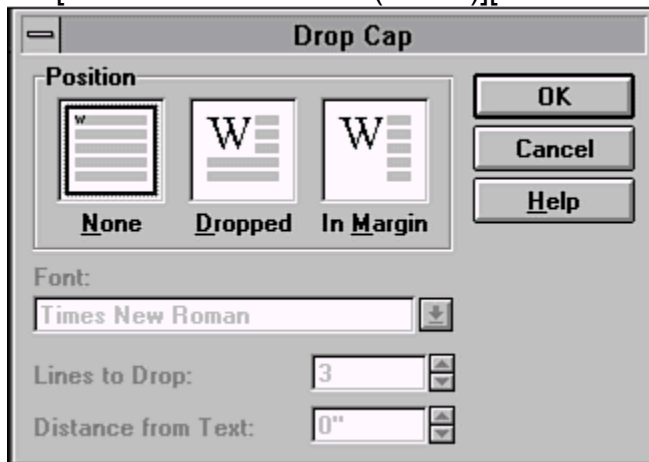 Drop Cap
Position
W
W
W
None
Dropped
In Margin
OK
Cancel
Help
Font:
Times New Roman
Lines to Drop:
3
Distance from Text:
0"